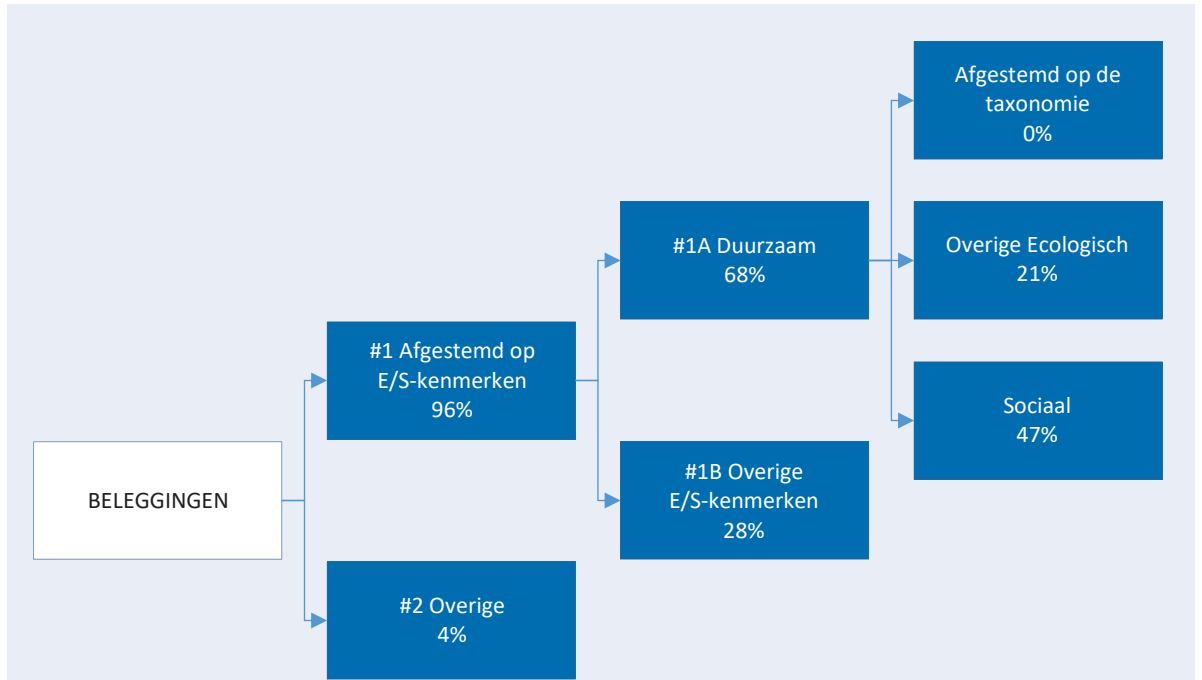 BELEGGINGEN
#1 Afgestemd op
E/S-kenmerken
96%
#2 Overige
4%
#1A Duurzaam
68%
#1B Overige
E/S-kenmerken
28%
Afgestemd op de
taxonomie
0%
Overige Ecologisch
21%
Sociaal
47%